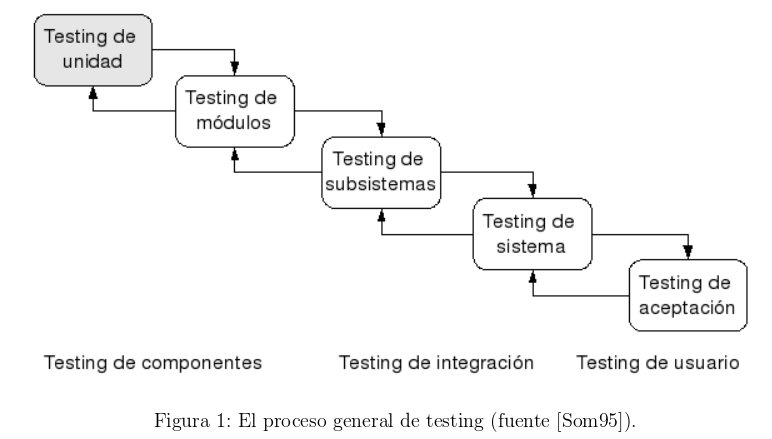 Testing de
unidad
Testing de
módulos
Testing de
subsistemas
Testing de
sistema
Testing de
aceptación
Testing de componentes
Testing de integración
Testing de usuario
Figura 1: El proceso general de testing (fuente [Som95]).